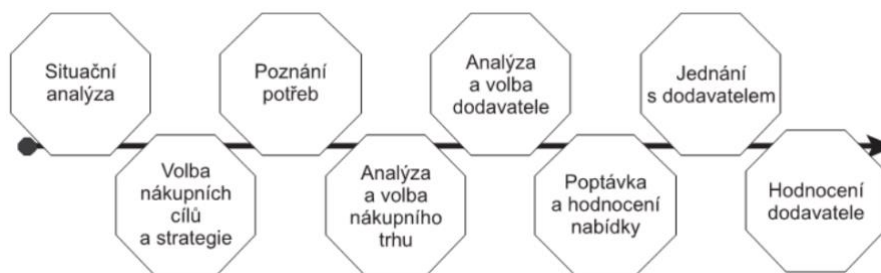 Situační
analýza
Volba
nákupních
cílů
a strategie
Poznání
potřeb
Analýza
a volba
nákupního
trhu
Analýza
a volba
dodavatele
Poptávka
a hodnocení
nabídky
Jednání
s dodavatelem
Hodnocení
dodavatele